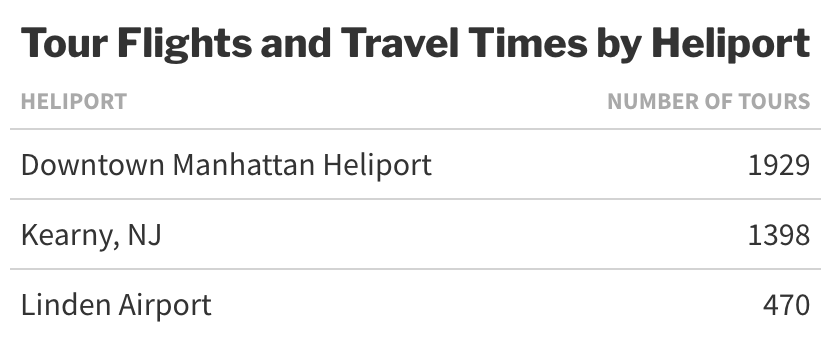 Tour Flights and Travel Times by Heliport
HELIPORT NUMBER OF TOURS
Downtown Manhattan Heliport 1929
Kearny, NJ 1398
Linden Airport 470